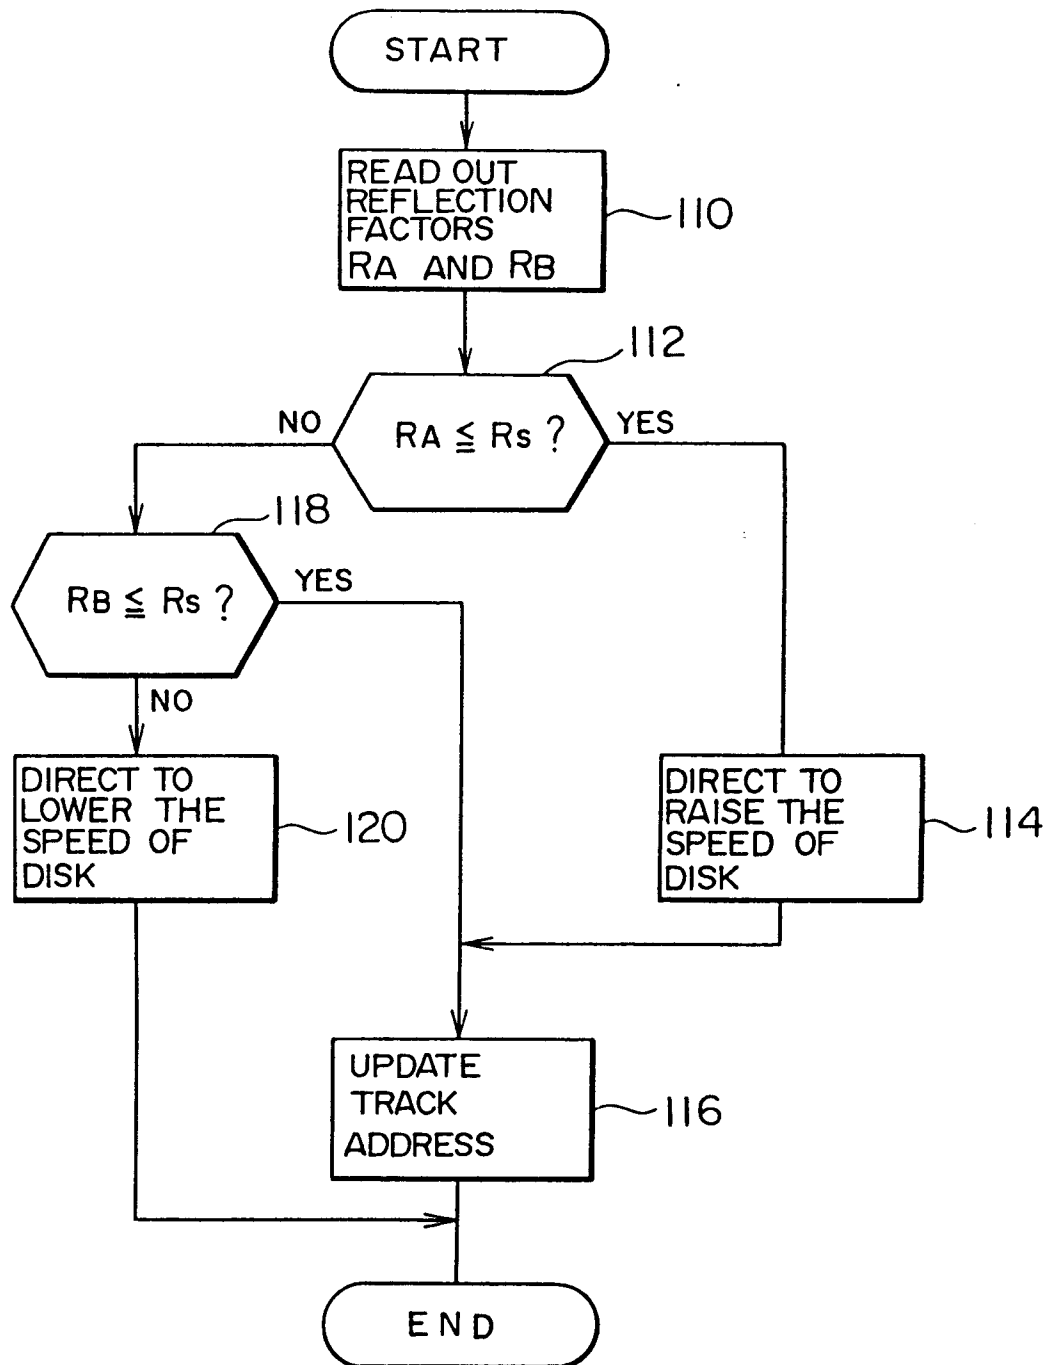 START
READ OUT
REFLECTION
FACTORS
RA AND RB
110
112
NO
RA ≦ Rs ?
YES
118
RB ≦ Rs ?
YES
NO
DIRECT TO
LOWER THE
SPEED OF
DISK
120
DIRECT TO
RAISE THE
SPEED OF
DISK
114
UPDATE
TRACK
ADDRESS
116
END